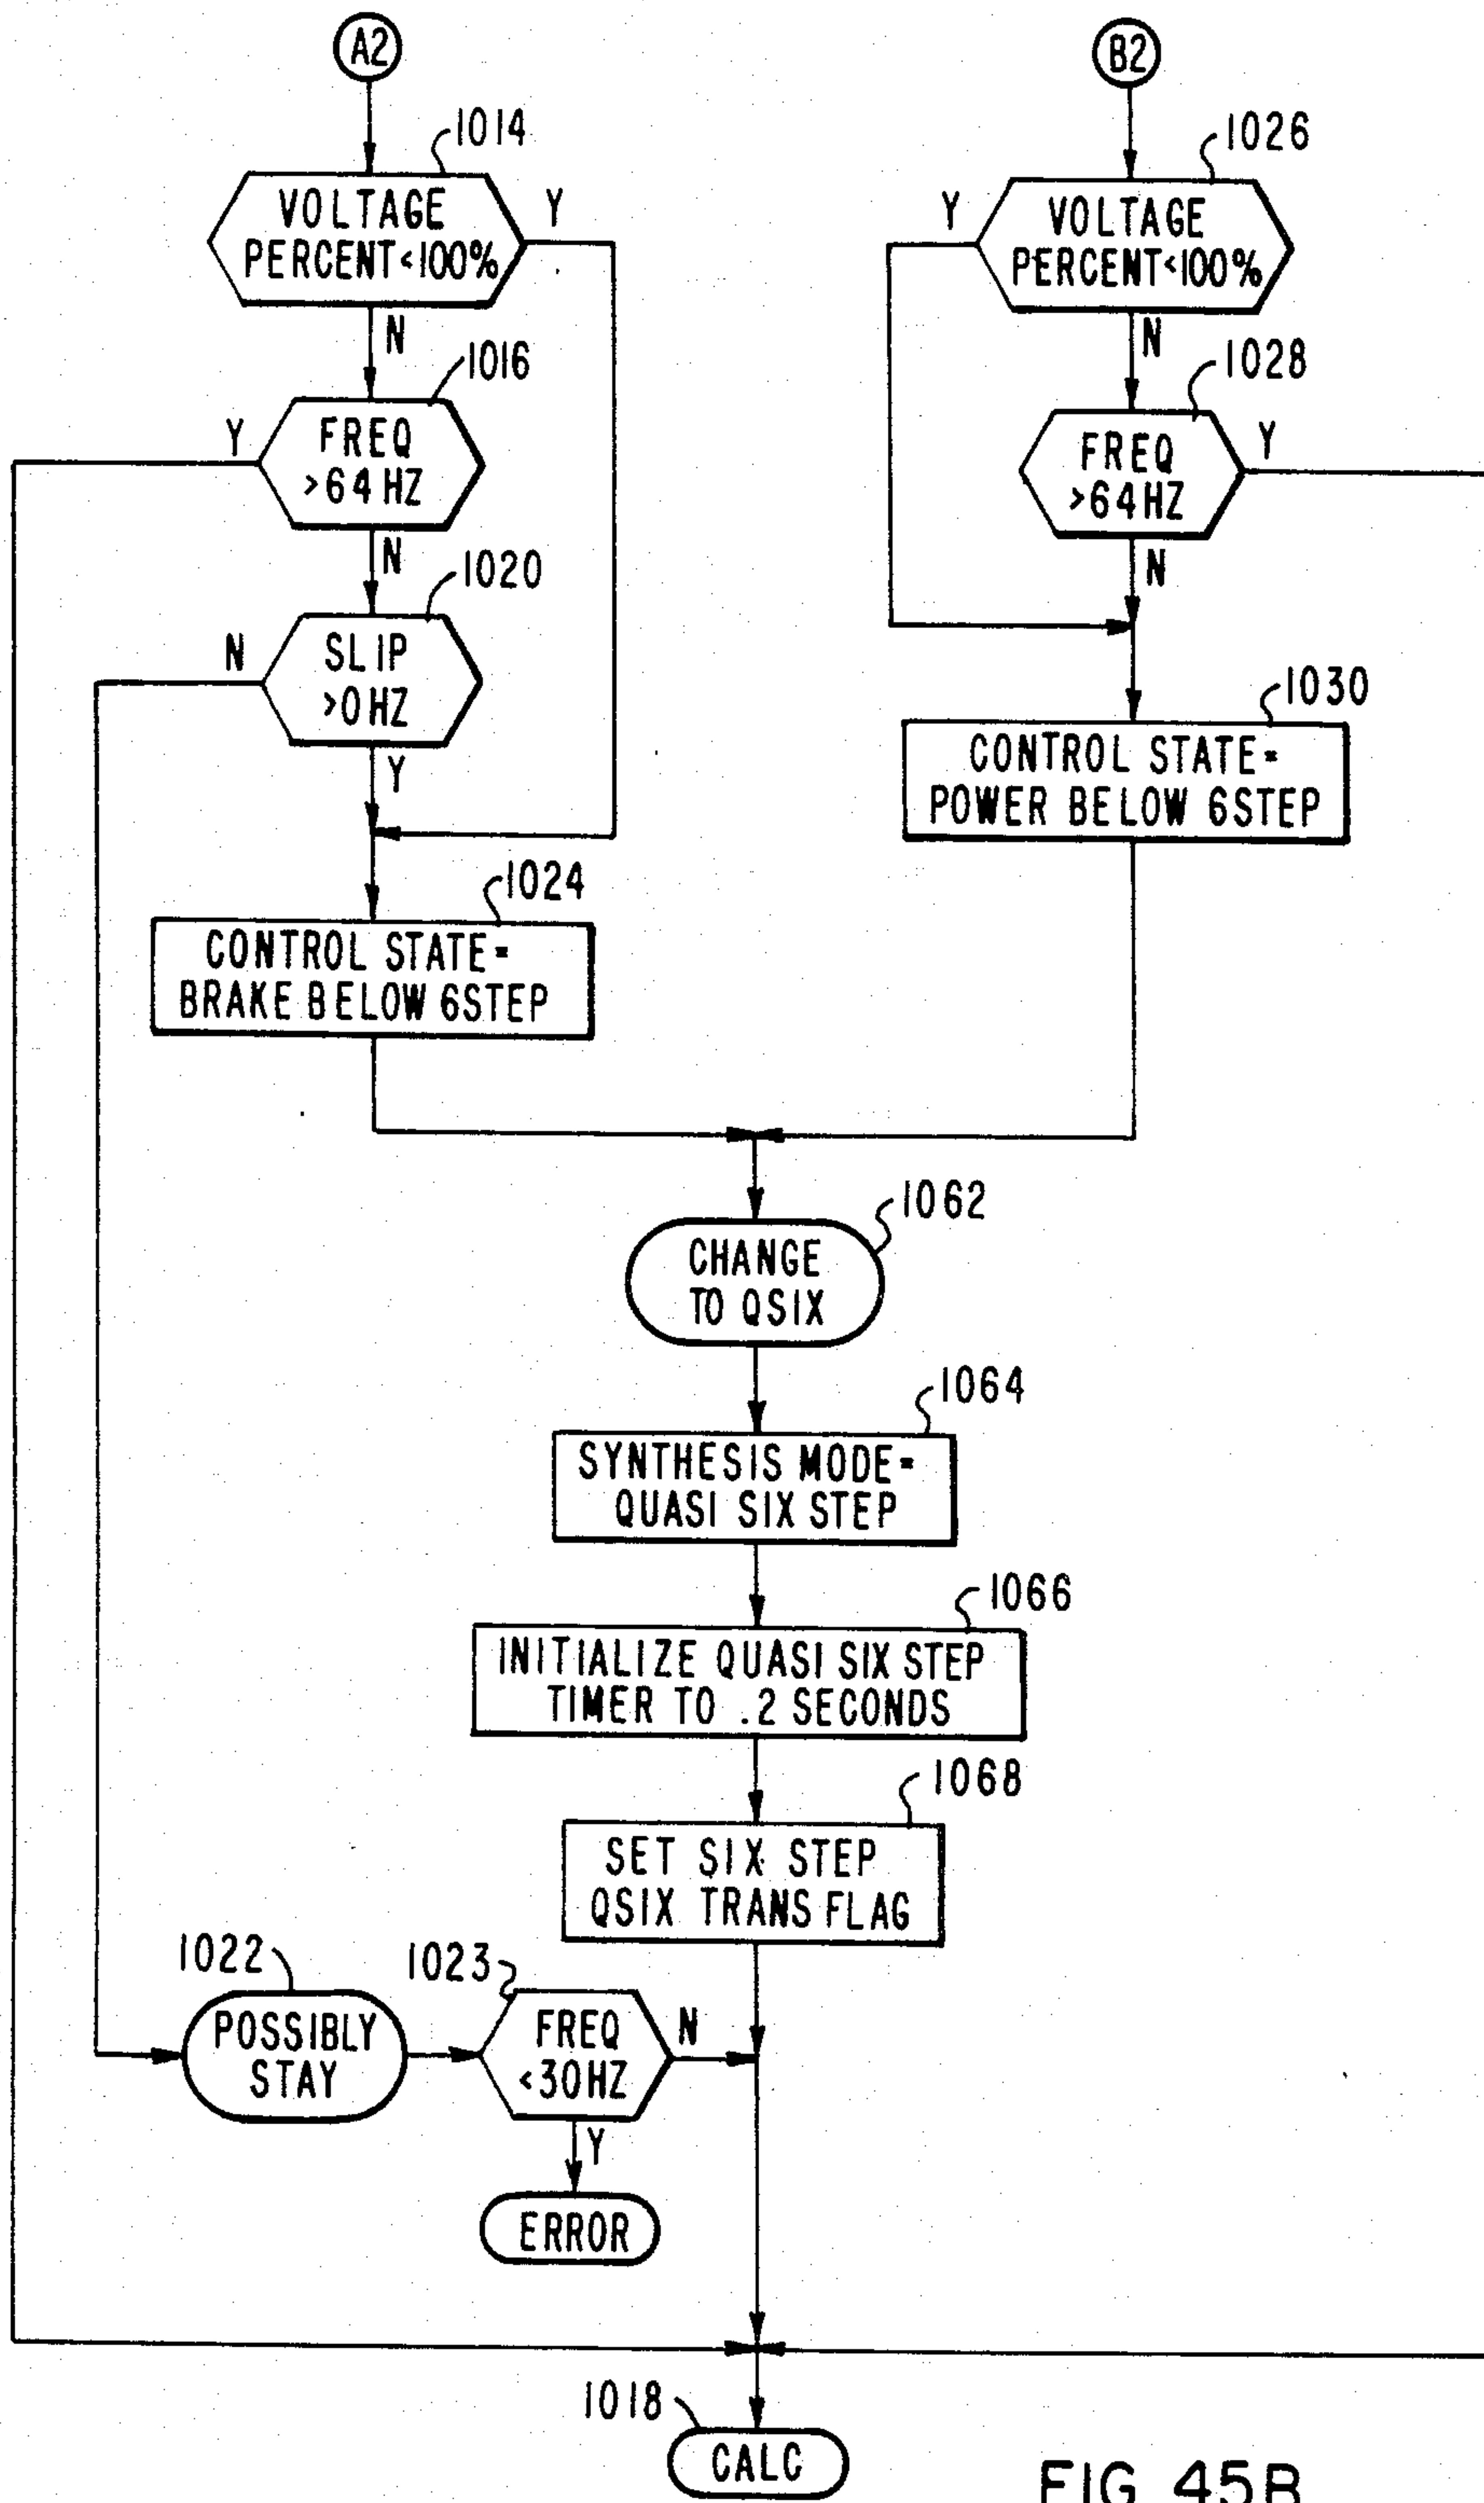 A2
B2
1014
1026
VOLTAGE
PERCENT<100%
Y
Y
VOLTAGE
PERCENT<100%
N
N
1016
1028
Y
FREQ
>64HZ
FREQ
>64HZ
Y
N
N
1020
N
SLIP
>0HZ
1030
Y
CONTROL STATE=
POWER BELOW 6STEP
1024
CONTROL STATE=
BRAKE BELOW 6STEP
1062
CHANGE
TO QSIX
1064
SYNTHESIS MODE=
QUASI SIX STEP
1066
INITIALIZE QUASI SIX STEP
TIMER TO .2 SECONDS
1068
SET SIX STEP
QSIX TRANS FLAG
1022
1023
POSSIBLY
STAY
FREQ
<30HZ
N
Y
ERROR
1018
CALC
FIG 45B